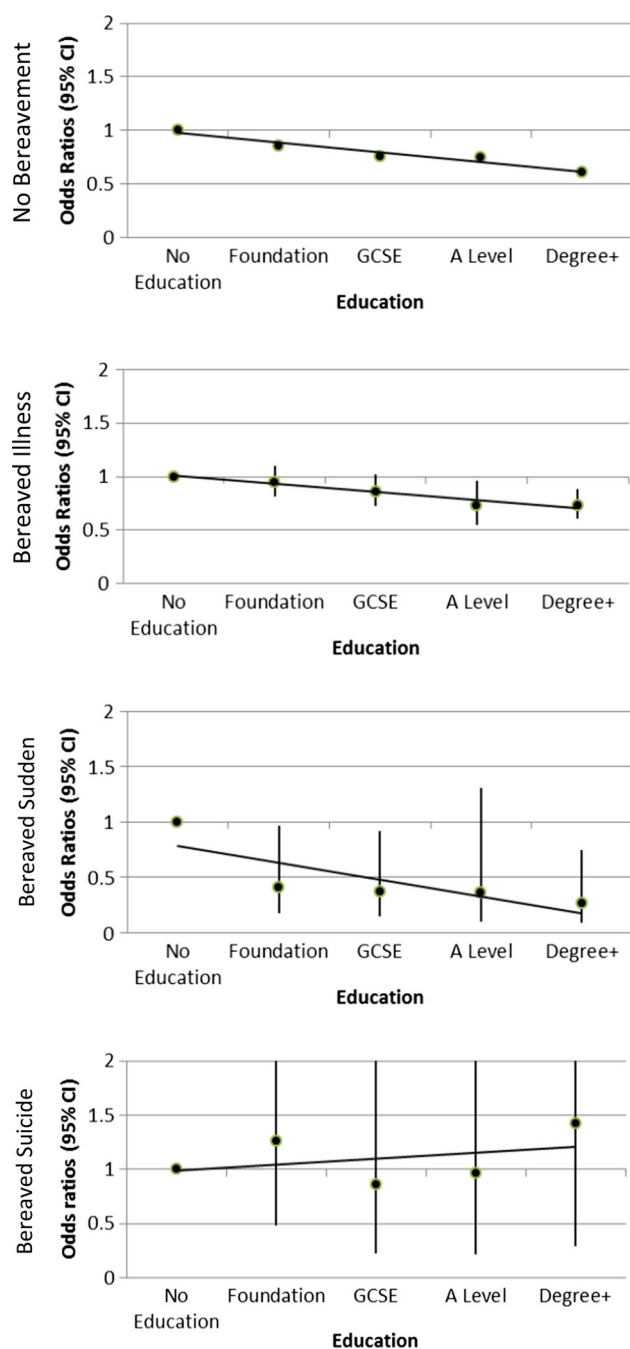 No Bereavement
Odds Ratios (95% CI)
2
1.5
1
0.5
0
No Education
Foundation
GCSE
A Level
Degree+
Education
Bereaved Illness
Odds Ratios (95% CI)
2
1.5
1
0.5
0
No Education
Foundation
GCSE
A Level
Degree+
Education
Bereaved Sudden
Odds Ratios (95% CI)
2
1.5
1
0.5
0
No Education
Foundation
GCSE
A Level
Degree+
Education
Bereaved Suicide
Odds ratios (95% CI)
2
1.5
1
0.5
0
No Education
Foundation
GCSE
A Level
Degree+
Education